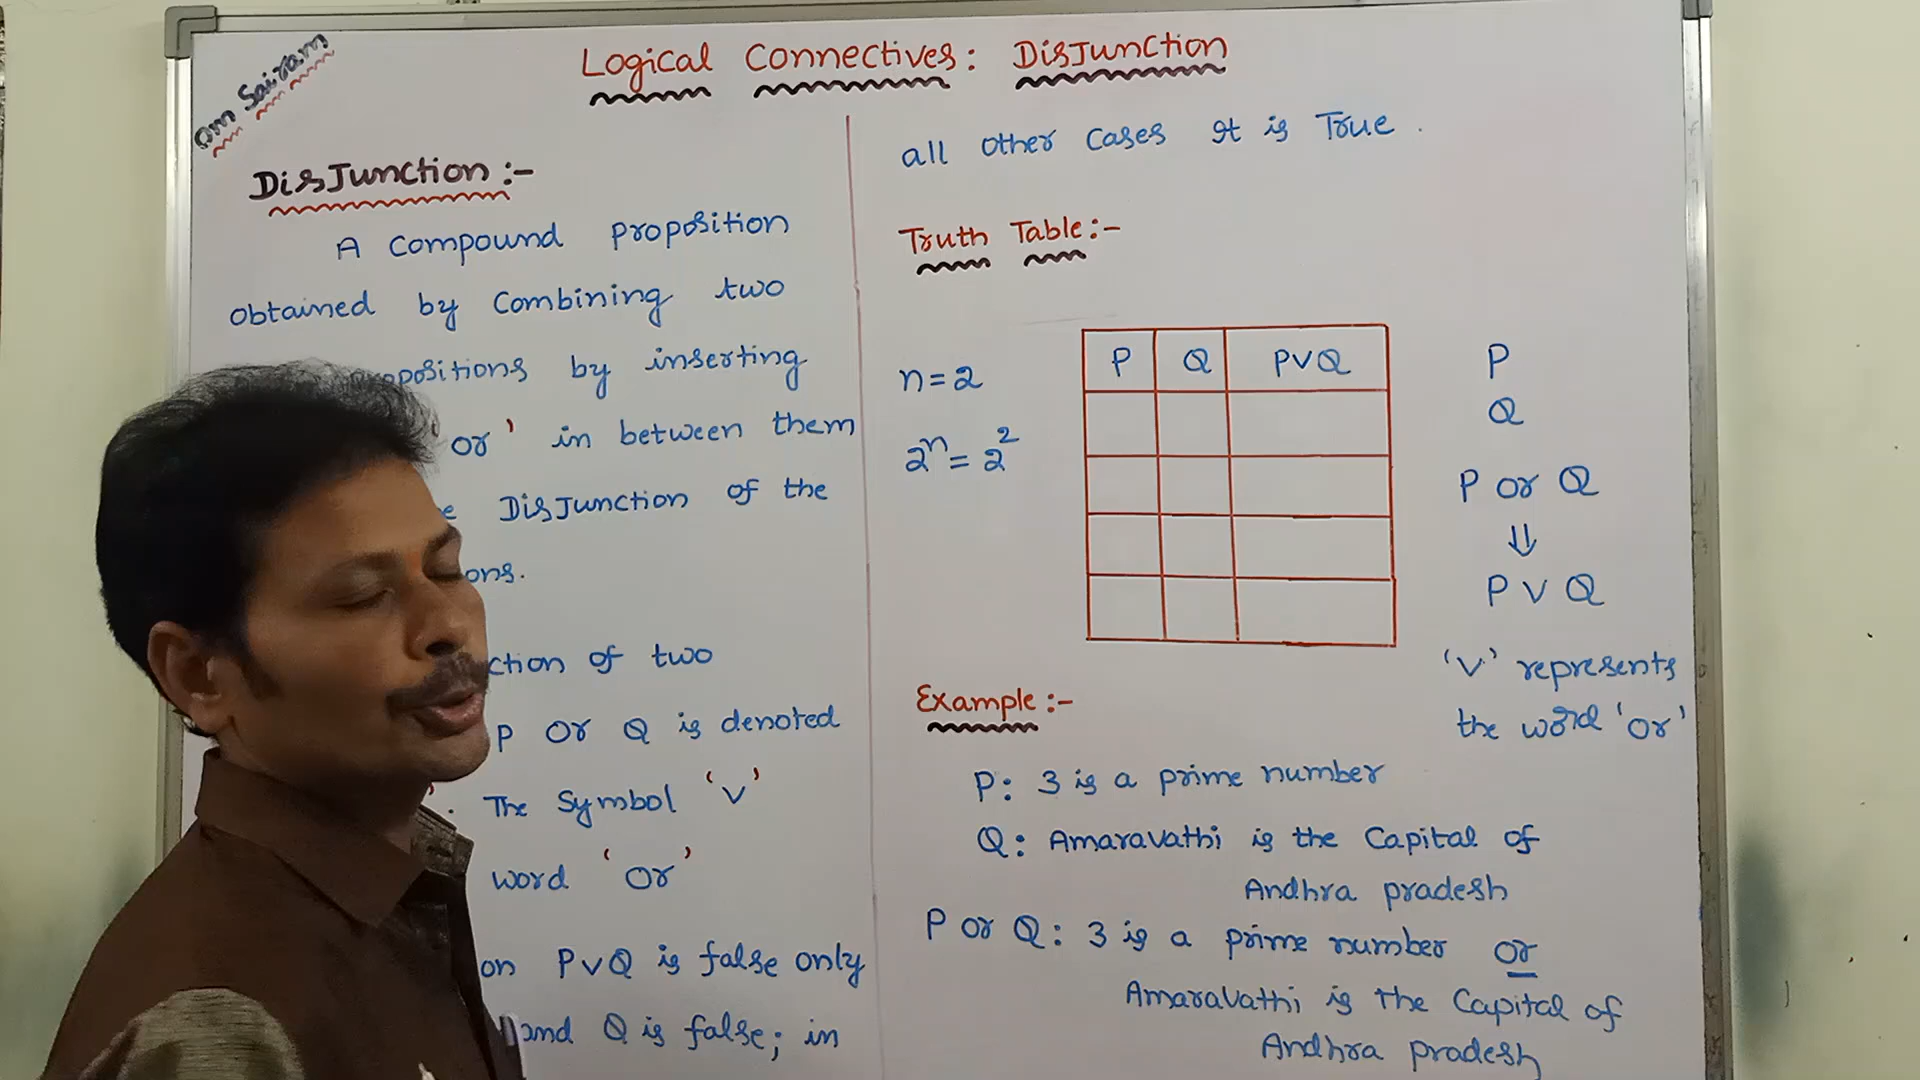 Om Sairam
Logical Connectives: Disjunction
Disjunction :-
A compound proposition
obtained by combining two
opositions by inserting
'or' in between them
e Disjunction of the
ons.
ction of two
P or Q is denoted
'. The Symbol 'V'
word 'or'
on PVQ is false only
and Q is false; in
all other cases It is True.
Truth Table:-
n=2
2ⁿ = 2²
P Q PVQ
P
Q
P or Q
⇓
P V Q
'V' represents
the word 'or'
Example:-
P: 3 is a prime number
Q: Amaravathi is the Capital of
Andhra pradesh
P or Q: 3 is a prime number or
Amaravathi is the Capital of
Andhra pradesh